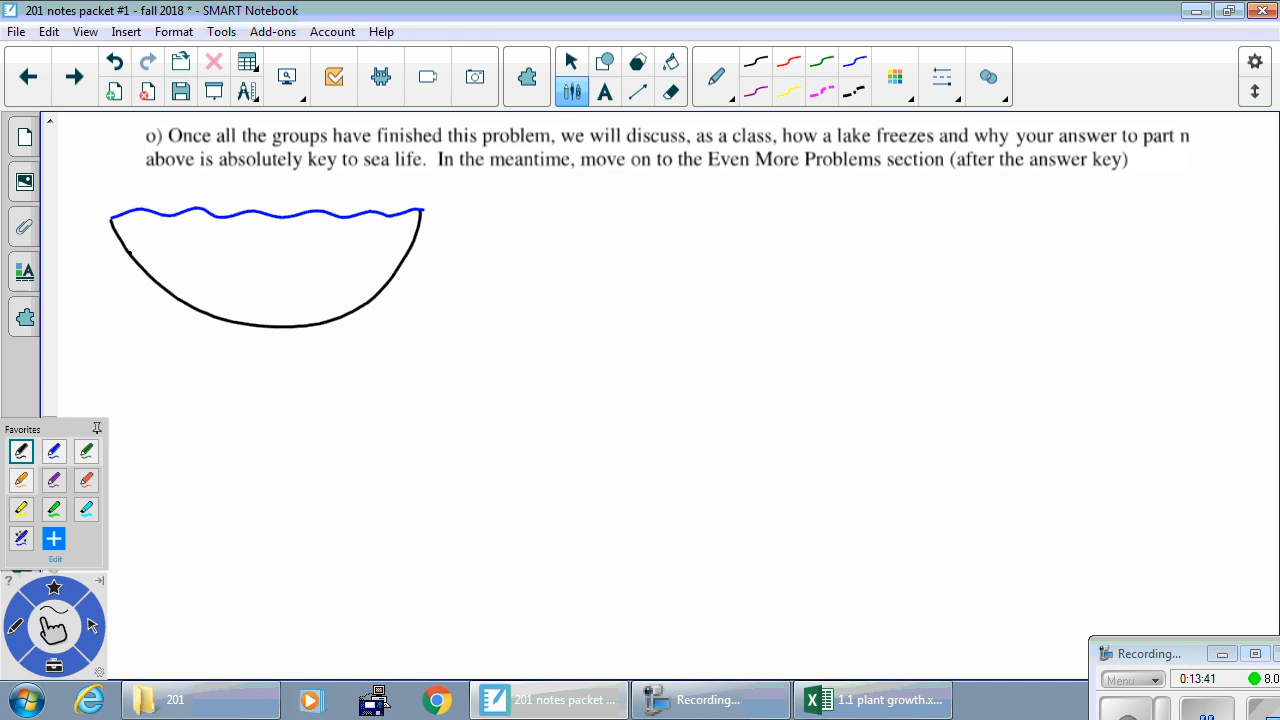 201 notes packet #1 - fall 2018 * - SMART Notebook
File Edit View Insert Format Tools Add-ons Account Help
o) Once all the groups have finished this problem, we will discuss, as a class, how a lake freezes and why your answer to part n
above is absolutely key to sea life. In the meantime, move on to the Even More Problems section (after the answer key)
Favorites
Edit
?
Recording...
Menu 0:13:41 8.0
201
201 notes packet ...
Recording...
1.1 plant growth.x...